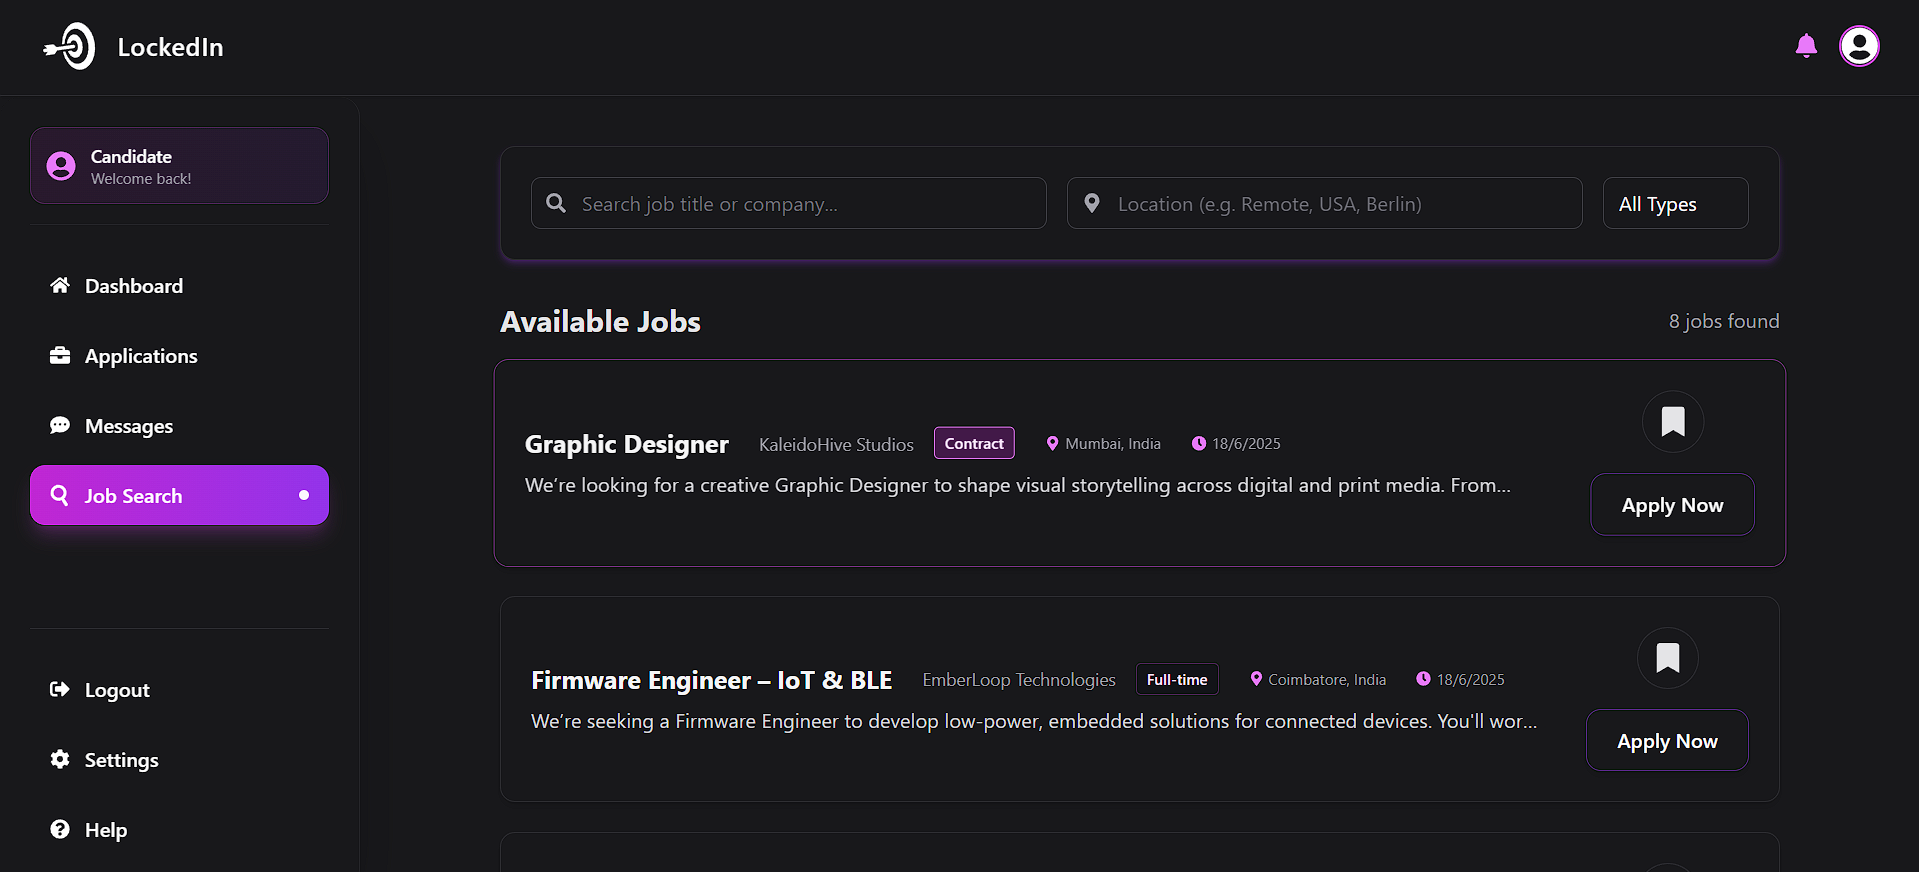 LockedIn
Candidate
Welcome back!
Dashboard
Applications
Messages
Job Search
Logout
Settings
Help
Search job title or company...
Location (e.g. Remote, USA, Berlin)
All Types
Available Jobs
8 jobs found
Graphic Designer KaleidoHive Studios Contract Mumbai, India 18/6/2025
We’re looking for a creative Graphic Designer to shape visual storytelling across digital and print media. From...
Apply Now
Firmware Engineer – IoT & BLE EmberLoop Technologies Full-time Coimbatore, India 18/6/2025
We’re seeking a Firmware Engineer to develop low-power, embedded solutions for connected devices. You'll wor...
Apply Now